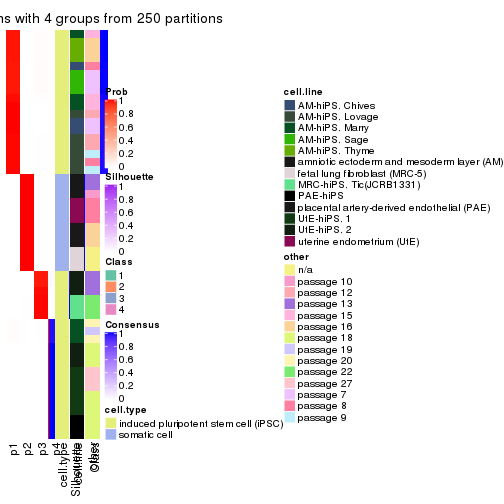 ns with 4 groups from 250 partitions
Prob
1
0.8
0.6
0.4
0.2
0
Silhouette
1
0.8
0.6
0.4
0.2
0
Class
1
2
3
4
Consensus
1
0.8
0.6
0.4
0.2
0
cell.type
induced pluripotent stem cell (iPSC)
somatic cell
cell.line
AM-hiPS. Chives
AM-hiPS. Lovage
AM-hiPS. Marry
AM-hiPS. Sage
AM-hiPS. Thyme
amniotic ectoderm and mesoderm layer (AM)
fetal lung fibroblast (MRC-5)
MRC-hiPS. Tic(JCRB1331)
PAE-hiPS
placental artery-derived endothelial (PAE)
UtE-hiPS. 1
UtE-hiPS. 2
uterine endometrium (UtE)
other
n/a
passage 10
passage 12
passage 13
passage 15
passage 16
passage 18
passage 19
passage 20
passage 22
passage 27
passage 7
passage 8
passage 9
p1
p2
p3
p4
cell.type
Silhouette
cell.line
other
Class